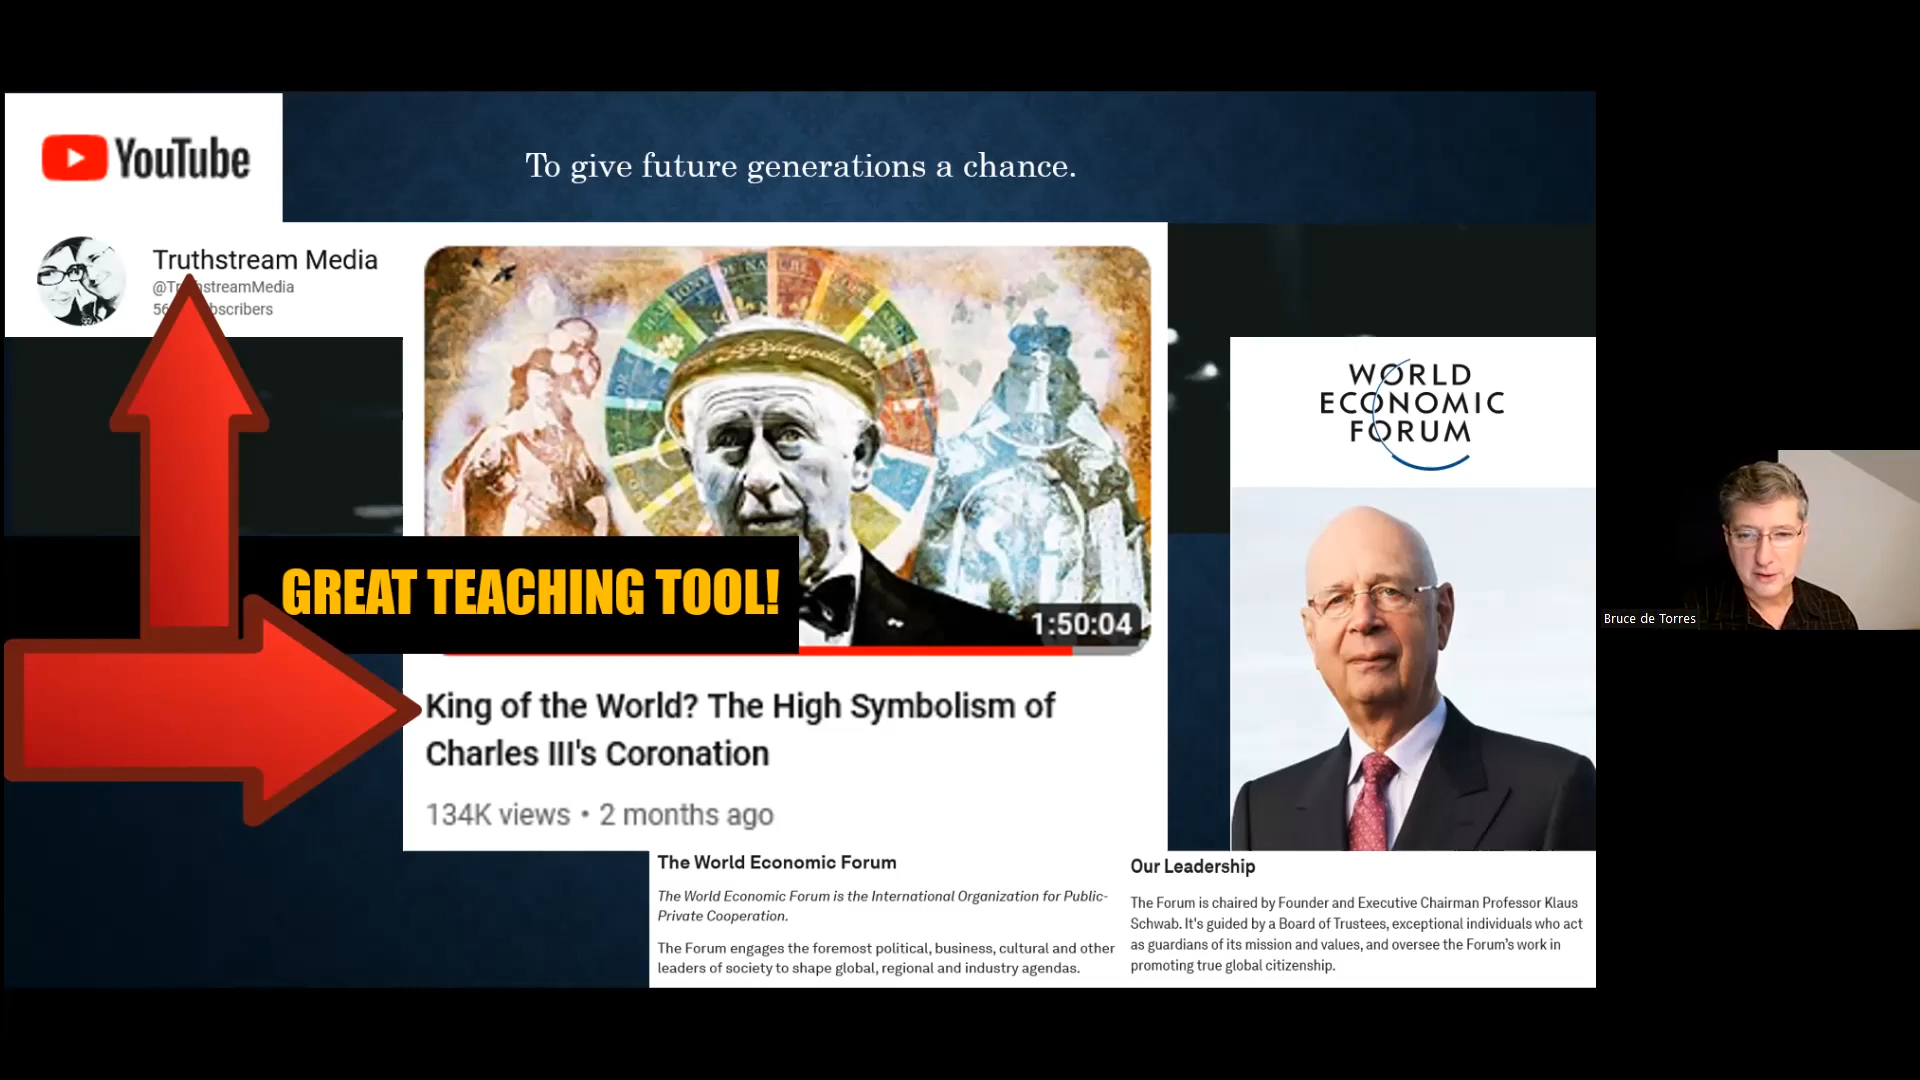 YouTube
To give future generations a chance.
Truthstream Media
subscribers
HARMONY OF NATURE
1:50:04
GREAT TEACHING TOOL!
King of the World? The High Symbolism of
Charles III's Coronation
134K views • 2 months ago
WORLD
ECONOMIC
FORUM
Bruce de Torres
The World Economic Forum
The World Economic Forum is the International Organization for Public-
Private Cooperation.
The Forum engages the foremost political, business, cultural and other
leaders of society to shape global, regional and industry agendas.
Our Leadership
The Forum is chaired by Founder and Executive Chairman Professor Klaus
Schwab. It's guided by a Board of Trustees, exceptional individuals who act
as guardians of its mission and values, and oversee the Forum's work in
promoting true global citizenship.